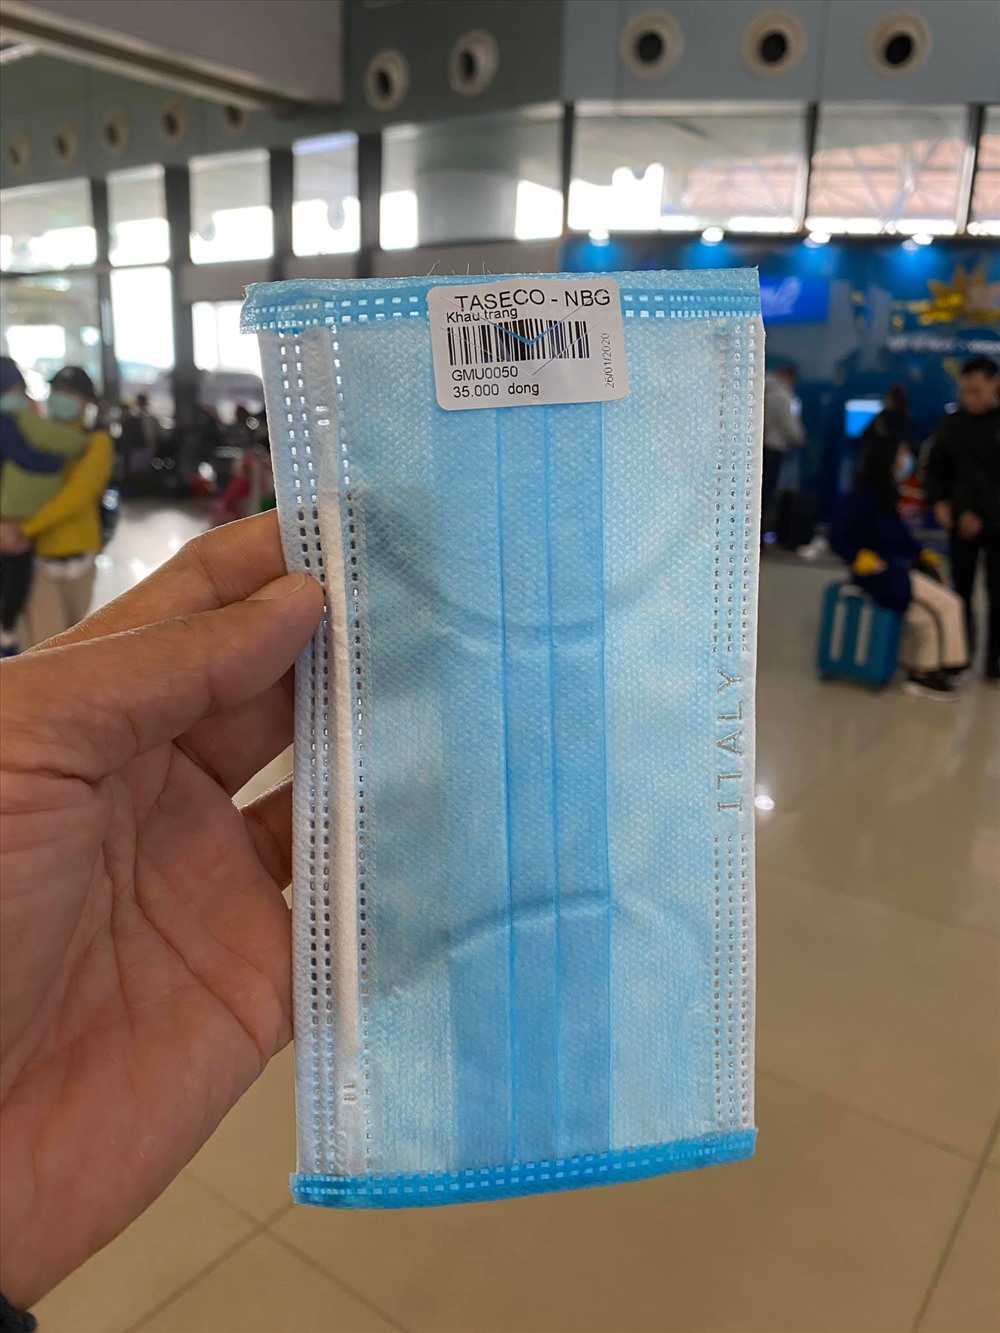 TASECO - NBG
Khau trang
GMU0050
35.000 dong
26/01/2020
ITALY